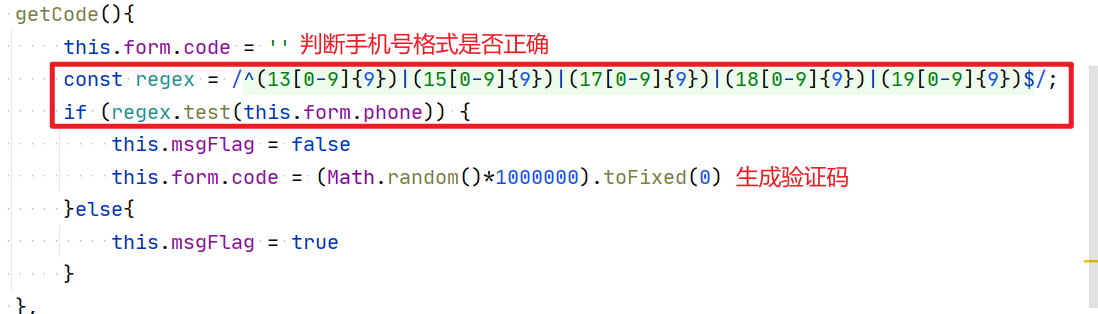 getCode(){
this.form.code = '' 判断手机号格式是否正确
const regex = /^(13[0-9]{9})|(15[0-9]{9})|(17[0-9]{9})|(18[0-9]{9})|(19[0-9]{9})$/;
if (regex.test(this.form.phone)) {
this.msgFlag = false
this.form.code = (Math.random()*1000000).toFixed(0) 生成验证码
}else{
this.msgFlag = true
}
},